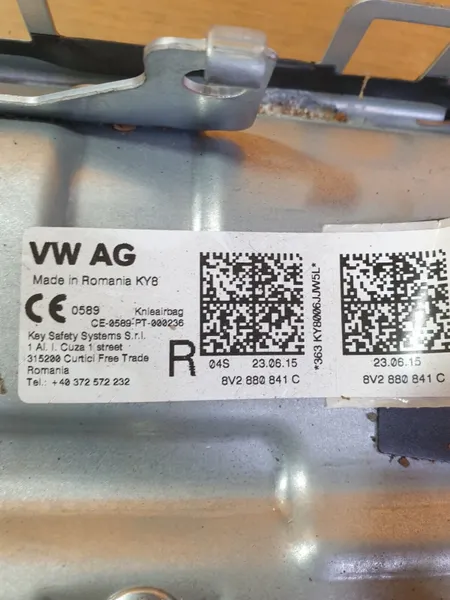 VW AG
Made in Romania KY8
CE 0589 Knieairbag
CE-0589-PT-000236
Key Safety Systems S.r.l.
1 Al. I. Cuza 1 street
315200 Curtici Free Trade
Romania
Tel.: +40 372 572 232
R
04S 23.06.15
8V2 880 841 C
*363 KY8006JJW5L*
23.06.15
8V2 880 841 C